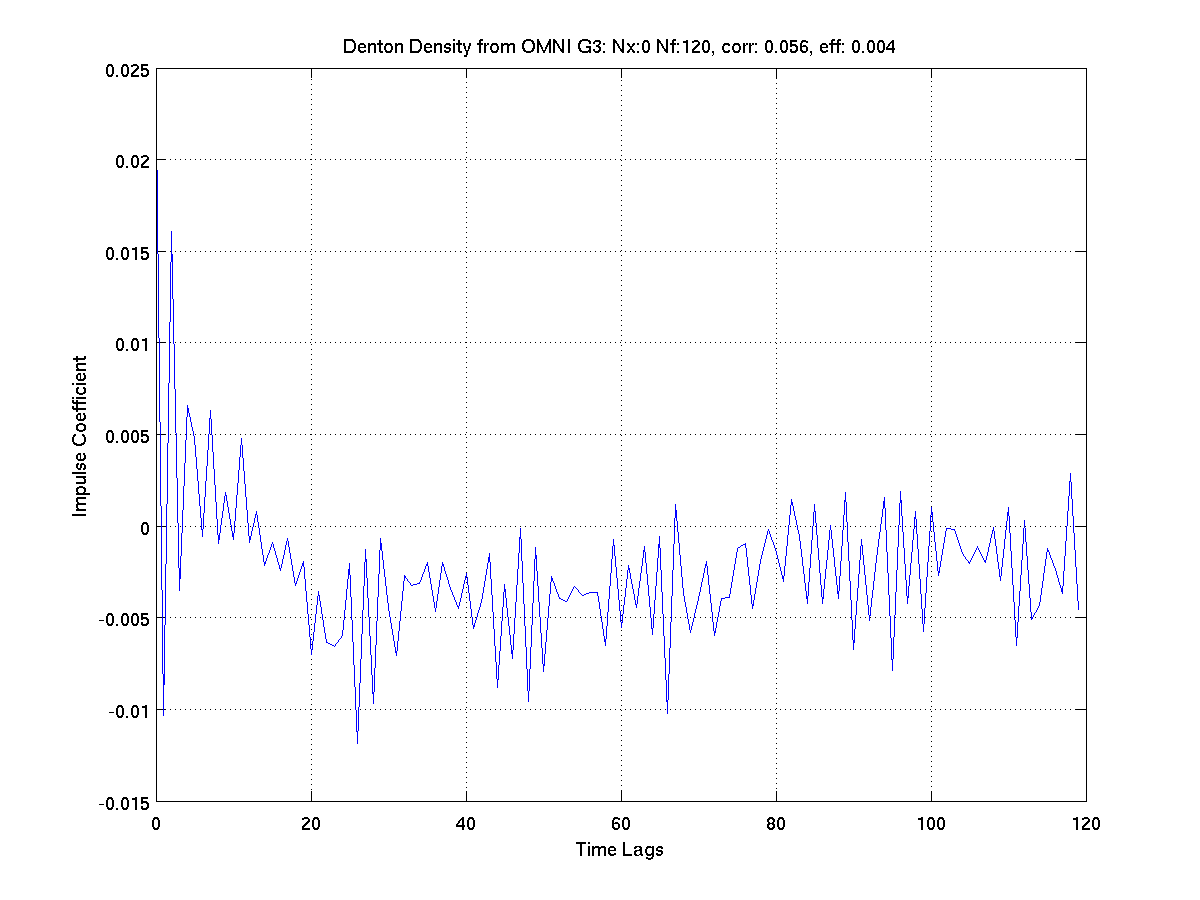 Denton Density from OMNI G3: Nx:0 Nf:120, corr: 0.056, eff: 0.004
0.025
0.02
0.015
0.01
0.005
0
-0.005
-0.01
-0.015
Impulse Coefficient
0 20 40 60 80 100 120
Time Lags